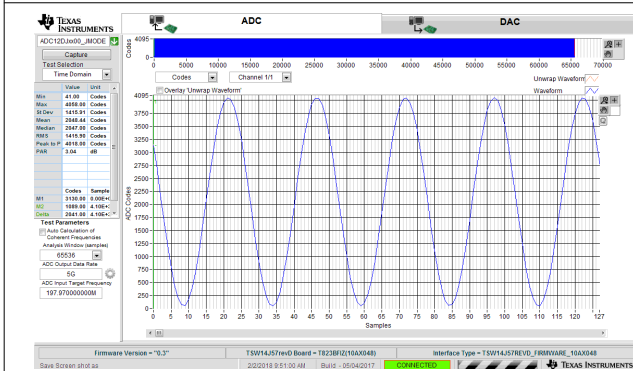 TEXAS INSTRUMENTS
ADC
DAC
ADC12DJxx00_JMODE
Capture
Test Selection
Time Domain
Value Unit
Min 41.00 Codes
Max 4058.00 Codes
St Dev 1415.91 Codes
Mean 2048.44 Codes
Median 2047.00 Codes
RMS 1415.90 Codes
Peak to P 4018.00 Codes
PAR 3.04 dB
Codes Sample
M1 3130.00 0.00E+
M2 1089.00 4.10E+
Delta 2041.00 4.10E+
Test Parameters
Auto Calculation of
Coherent Frequencies
Analysis Window (samples)
65536
ADC Output Data Rate
5G
ADC Input Target Frequency
197.970000000M
Codes
4095
0
0 5000 10000 15000 20000 25000 30000 35000 40000 45000 50000 55000 60000 65000 70000
Codes
Channel 1/1
Unwrap Waveform
Overlay 'Unwrap Waveform'
Waveform
ADC Codes
4095
3750
3500
3250
3000
2750
2500
2250
2000
1750
1500
1250
1000
750
500
250
0
0 5 10 15 20 25 30 35 40 45 50 55 60 65 70 75 80 85 90 95 100 105 110 115 120 127
Samples
Firmware Version = "0.3"
TSW14J57revD Board = T823BFIZ(10AX048)
Interface Type = TSW14J57REVD_FIRMWARE_10AX048
Save Screen shot as
2/2/2018 9:51:00 AM
Build - 05/04/2017
CONNECTED
TEXAS INSTRUMENTS